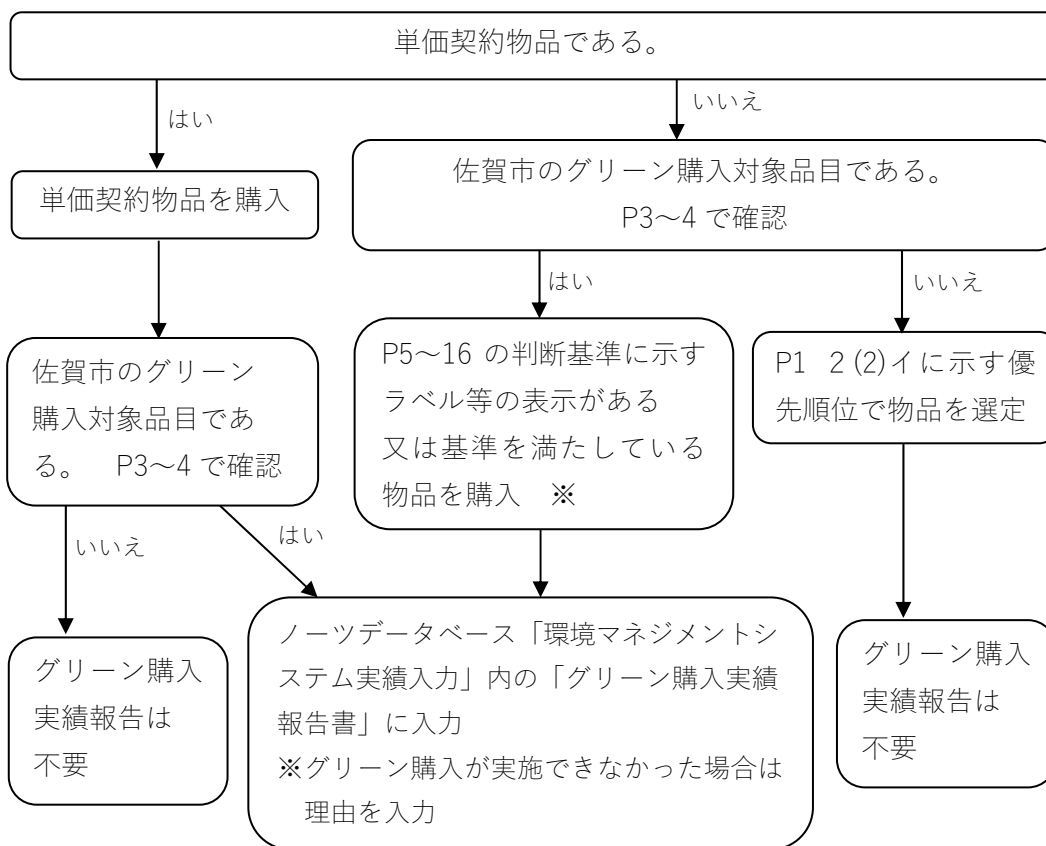 単価契約物品である。
はい
いいえ
単価契約物品を購入
佐賀市のグリーン購入対象品目である。
P3～4 で確認
はい
いいえ
佐賀市のグリーン
購入対象品目であ
る。　P3～4 で確認
P5～16 の判断基準に示す
ラベル等の表示がある
又は基準を満たしている
物品を購入　※
P1　2 (2)イに示す優
先順位で物品を選定
いいえ
はい
グリーン購入
実績報告は
不要
ノーツデータベース「環境マネジメントシ
ステム実績入力」内の「グリーン購入実績
報告書」に入力
※グリーン購入が実施できなかった場合は
理由を入力
グリーン購入
実績報告は
不要